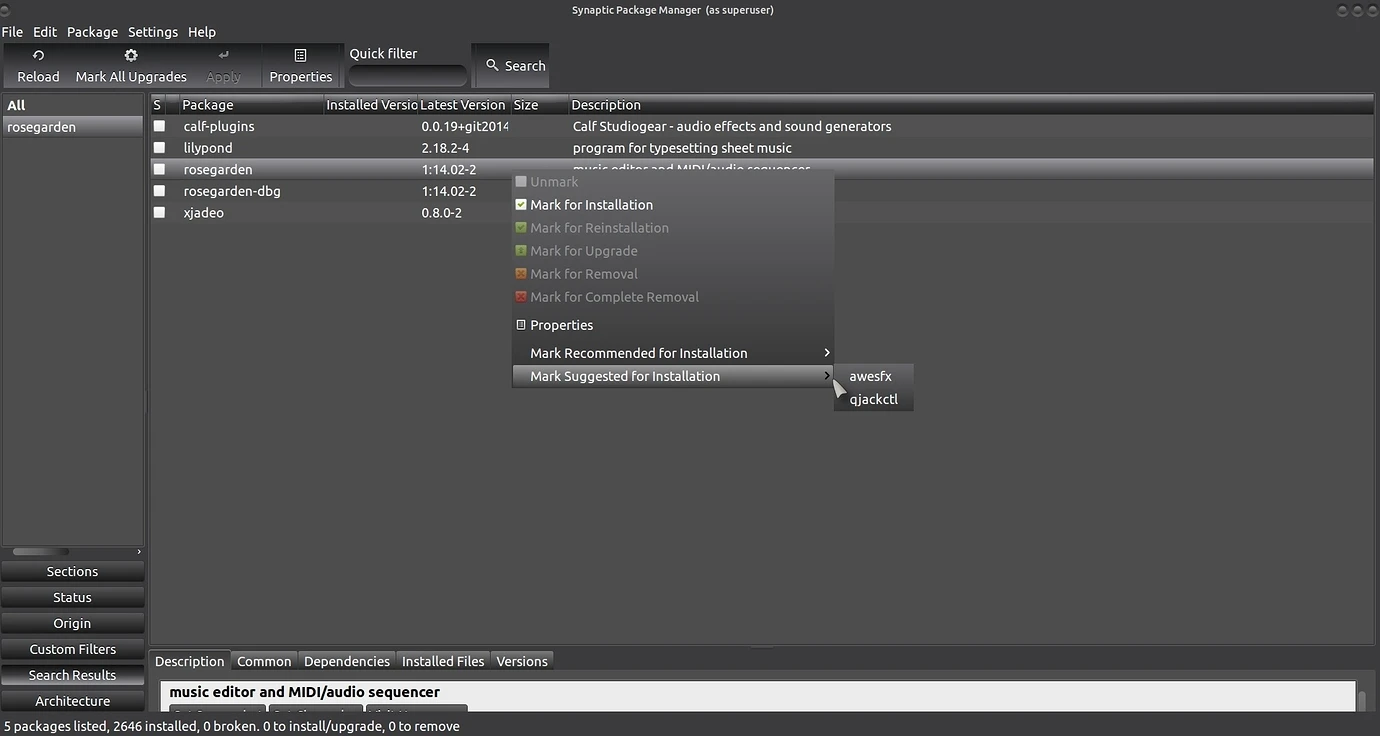 Synaptic Package Manager (as superuser)
File Edit Package Settings Help
Reload Mark All Upgrades Apply Properties Quick filter Search
All
rosegarden
S Package Installed Versio Latest Version Size Description
calf-plugins 0.0.19+git2014 Calf Studiogear - audio effects and sound generators
lilypond 2.18.2-4 program for typesetting sheet music
rosegarden 1:14.02-2 music editor and MIDI/audio sequencer
rosegarden-dbg 1:14.02-2
xjadeo 0.8.0-2
Unmark
Mark for Installation
Mark for Reinstallation
Mark for Upgrade
Mark for Removal
Mark for Complete Removal
Properties
Mark Recommended for Installation
Mark Suggested for Installation
awesfx
qjackctl
Sections
Status
Origin
Custom Filters
Search Results
Architecture
Description Common Dependencies Installed Files Versions
music editor and MIDI/audio sequencer
5 packages listed, 2646 installed, 0 broken. 0 to install/upgrade, 0 to remove